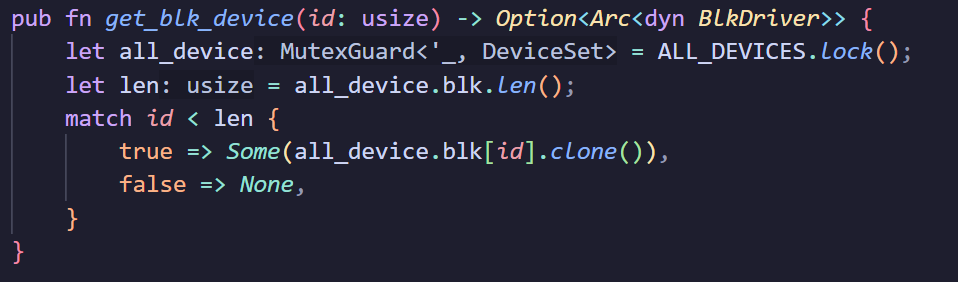 pub fn get_blk_device(id: usize) -> Option<Arc<dyn BlkDriver>> {
    let all_device: MutexGuard<'_, DeviceSet> = ALL_DEVICES.lock();
    let len: usize = all_device.blk.len();
    match id < len {
        true => Some(all_device.blk[id].clone()),
        false => None,
    }
}